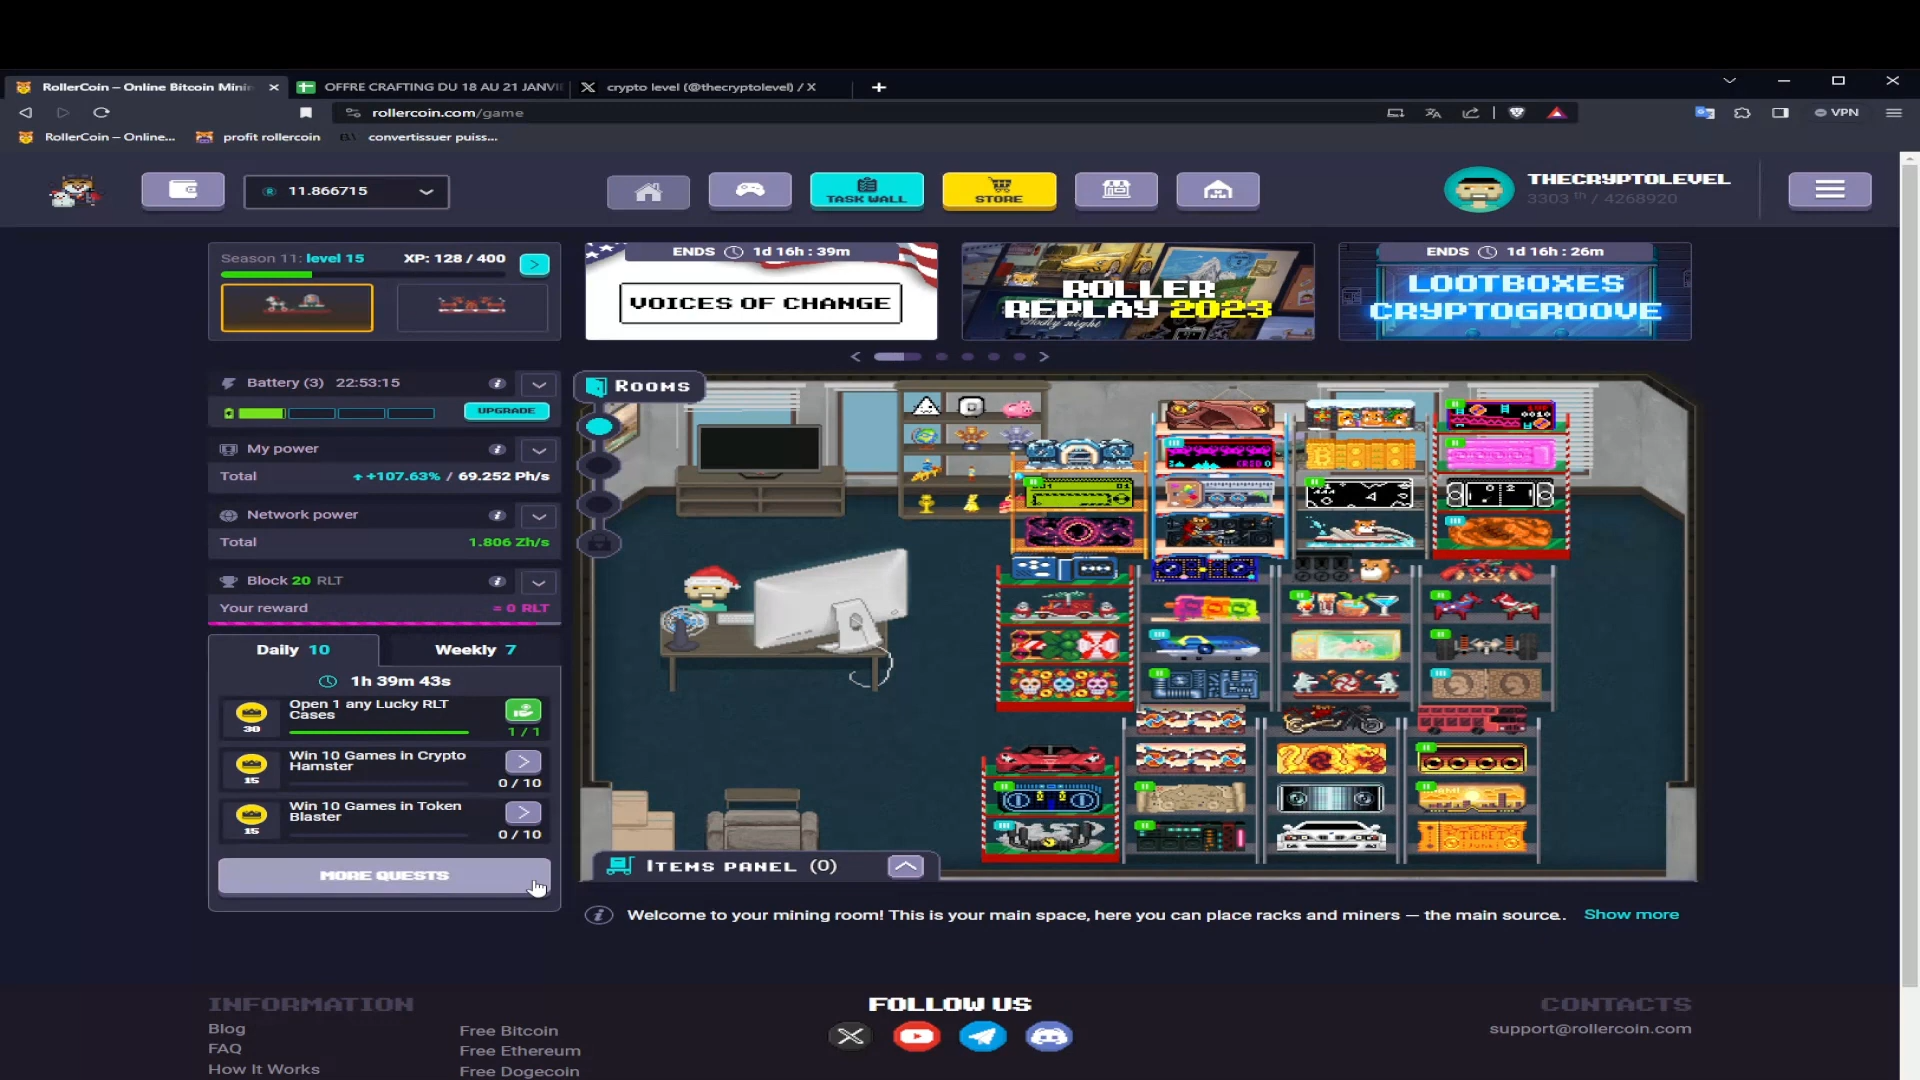 RollerCoin – Online Bitcoin Minin
OFFRE CRAFTING DU 18 AU 21 JANVI
crypto level (@thecryptolevel) / X
rollercoin.com/game
VPN
RollerCoin – Online...
profit rollercoin
convertissuer puiss...
11.866715
TASK WALL
STORE
THECRYPTOLEVEL
3303 th / 4268920
Season 11: level 15
XP: 128 / 400
ENDS 1d 16h : 39m
VOICES OF CHANGE
ROLLER
REPLAY 2023
ENDS 1d 16h : 26m
LOOTBOXES
CRYPTOGROOVE
Battery (3) 22:53:15
UPGRADE
My power
Total +107.63% / 69.252 Ph/s
Network power
Total 1.806 Zh/s
Block 20 RLT
Your reward ≈ 0 RLT
Daily 10
Weekly 7
1h 39m 43s
30
Open 1 any Lucky RLT
Cases
1 / 1
15
Win 10 Games in Crypto
Hamster
0 / 10
15
Win 10 Games in Token
Blaster
0 / 10
MORE QUESTS
ROOMS
TICKET
ITEMS PANEL (0)
Welcome to your mining room! This is your main space, here you can place racks and miners — the main source..
Show more
INFORMATION
Blog
FAQ
How It Works
Free Bitcoin
Free Ethereum
Free Dogecoin
FOLLOW US
CONTACTS
support@rollercoin.com